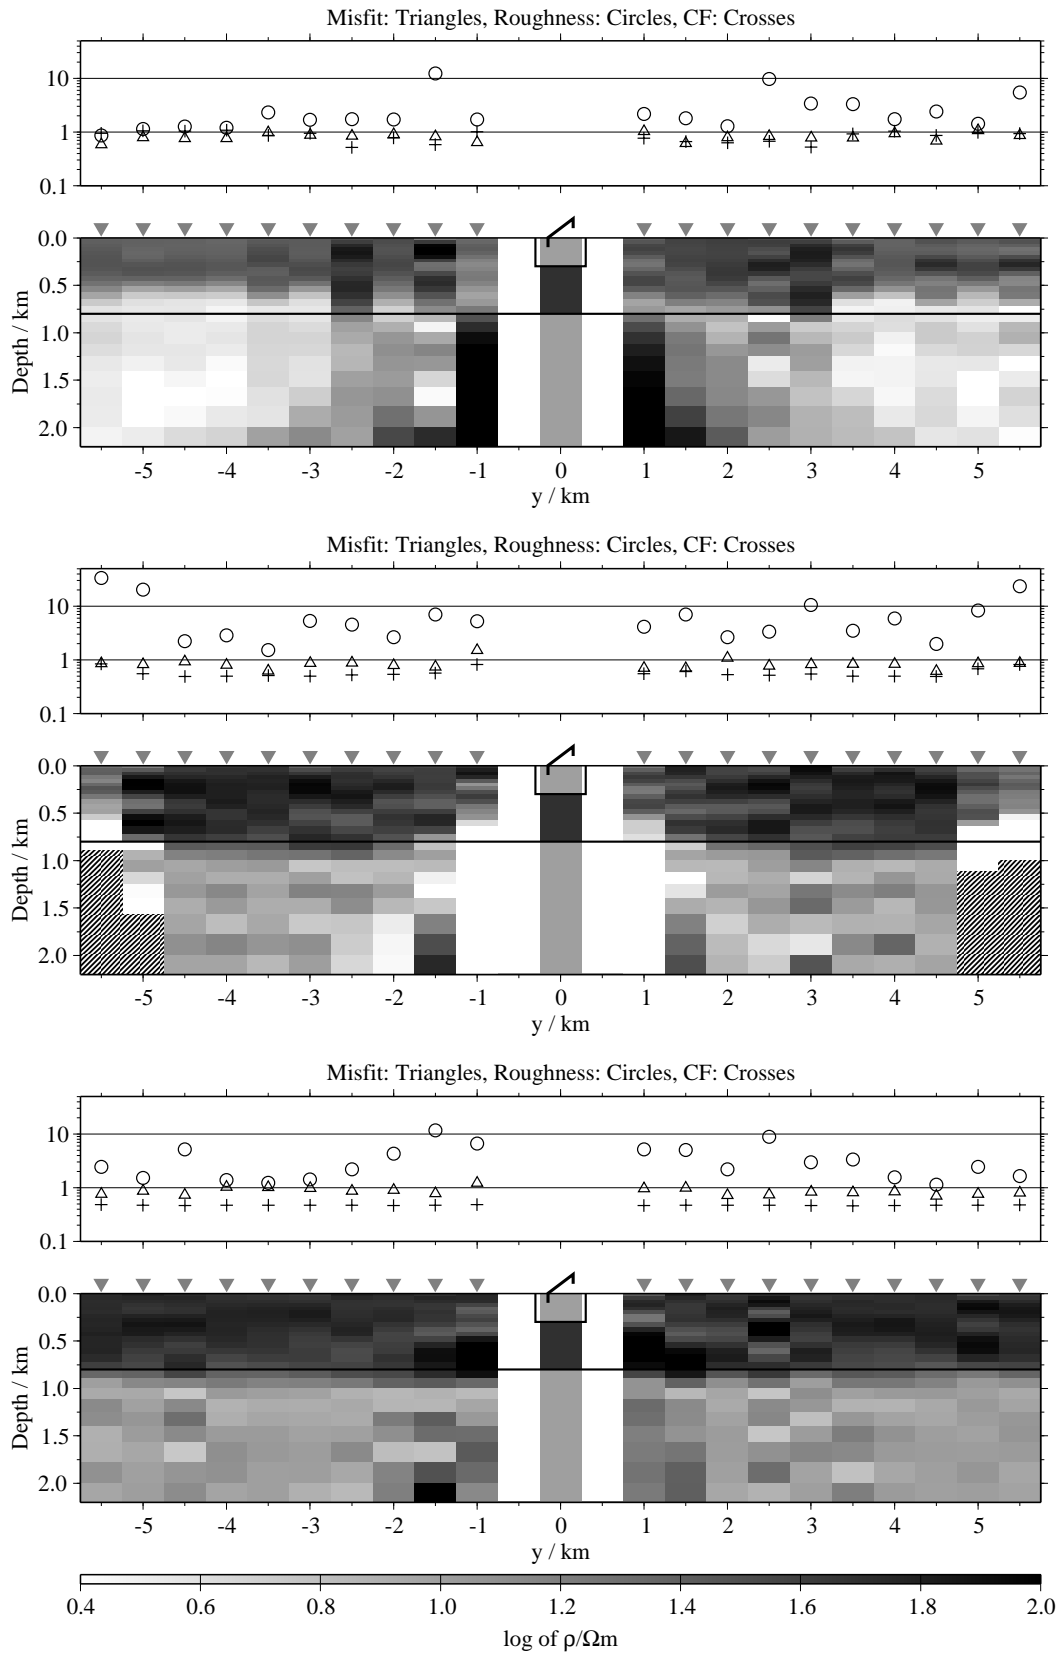 Misfit: Triangles, Roughness: Circles, CF: Crosses
10
1
0.1
0.0
0.5
1.0
1.5
2.0
Depth / km
-5 -4 -3 -2 -1 0 1 2 3 4 5
y / km
Misfit: Triangles, Roughness: Circles, CF: Crosses
10
1
0.1
0.0
0.5
1.0
1.5
2.0
Depth / km
-5 -4 -3 -2 -1 0 1 2 3 4 5
y / km
Misfit: Triangles, Roughness: Circles, CF: Crosses
10
1
0.1
0.0
0.5
1.0
1.5
2.0
Depth / km
-5 -4 -3 -2 -1 0 1 2 3 4 5
y / km
0.4 0.6 0.8 1.0 1.2 1.4 1.6 1.8 2.0
log of ρ/Ωm